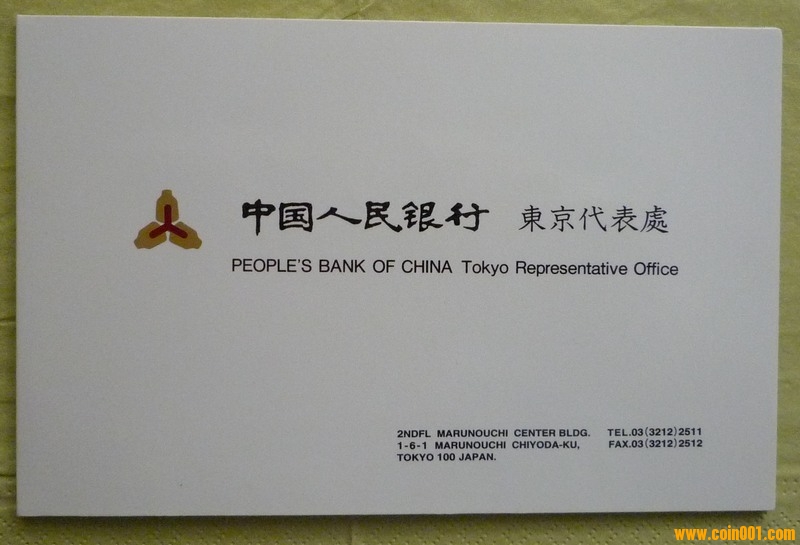 中国人民银行 東京代表處
PEOPLE'S BANK OF CHINA Tokyo Representative Office
2NDFL MARUNOUCHI CENTER BLDG. TEL.03(3212)2511
1-6-1 MARUNOUCHI CHIYODA-KU, FAX.03(3212)2512
TOKYO 100 JAPAN.
www.coin001.com